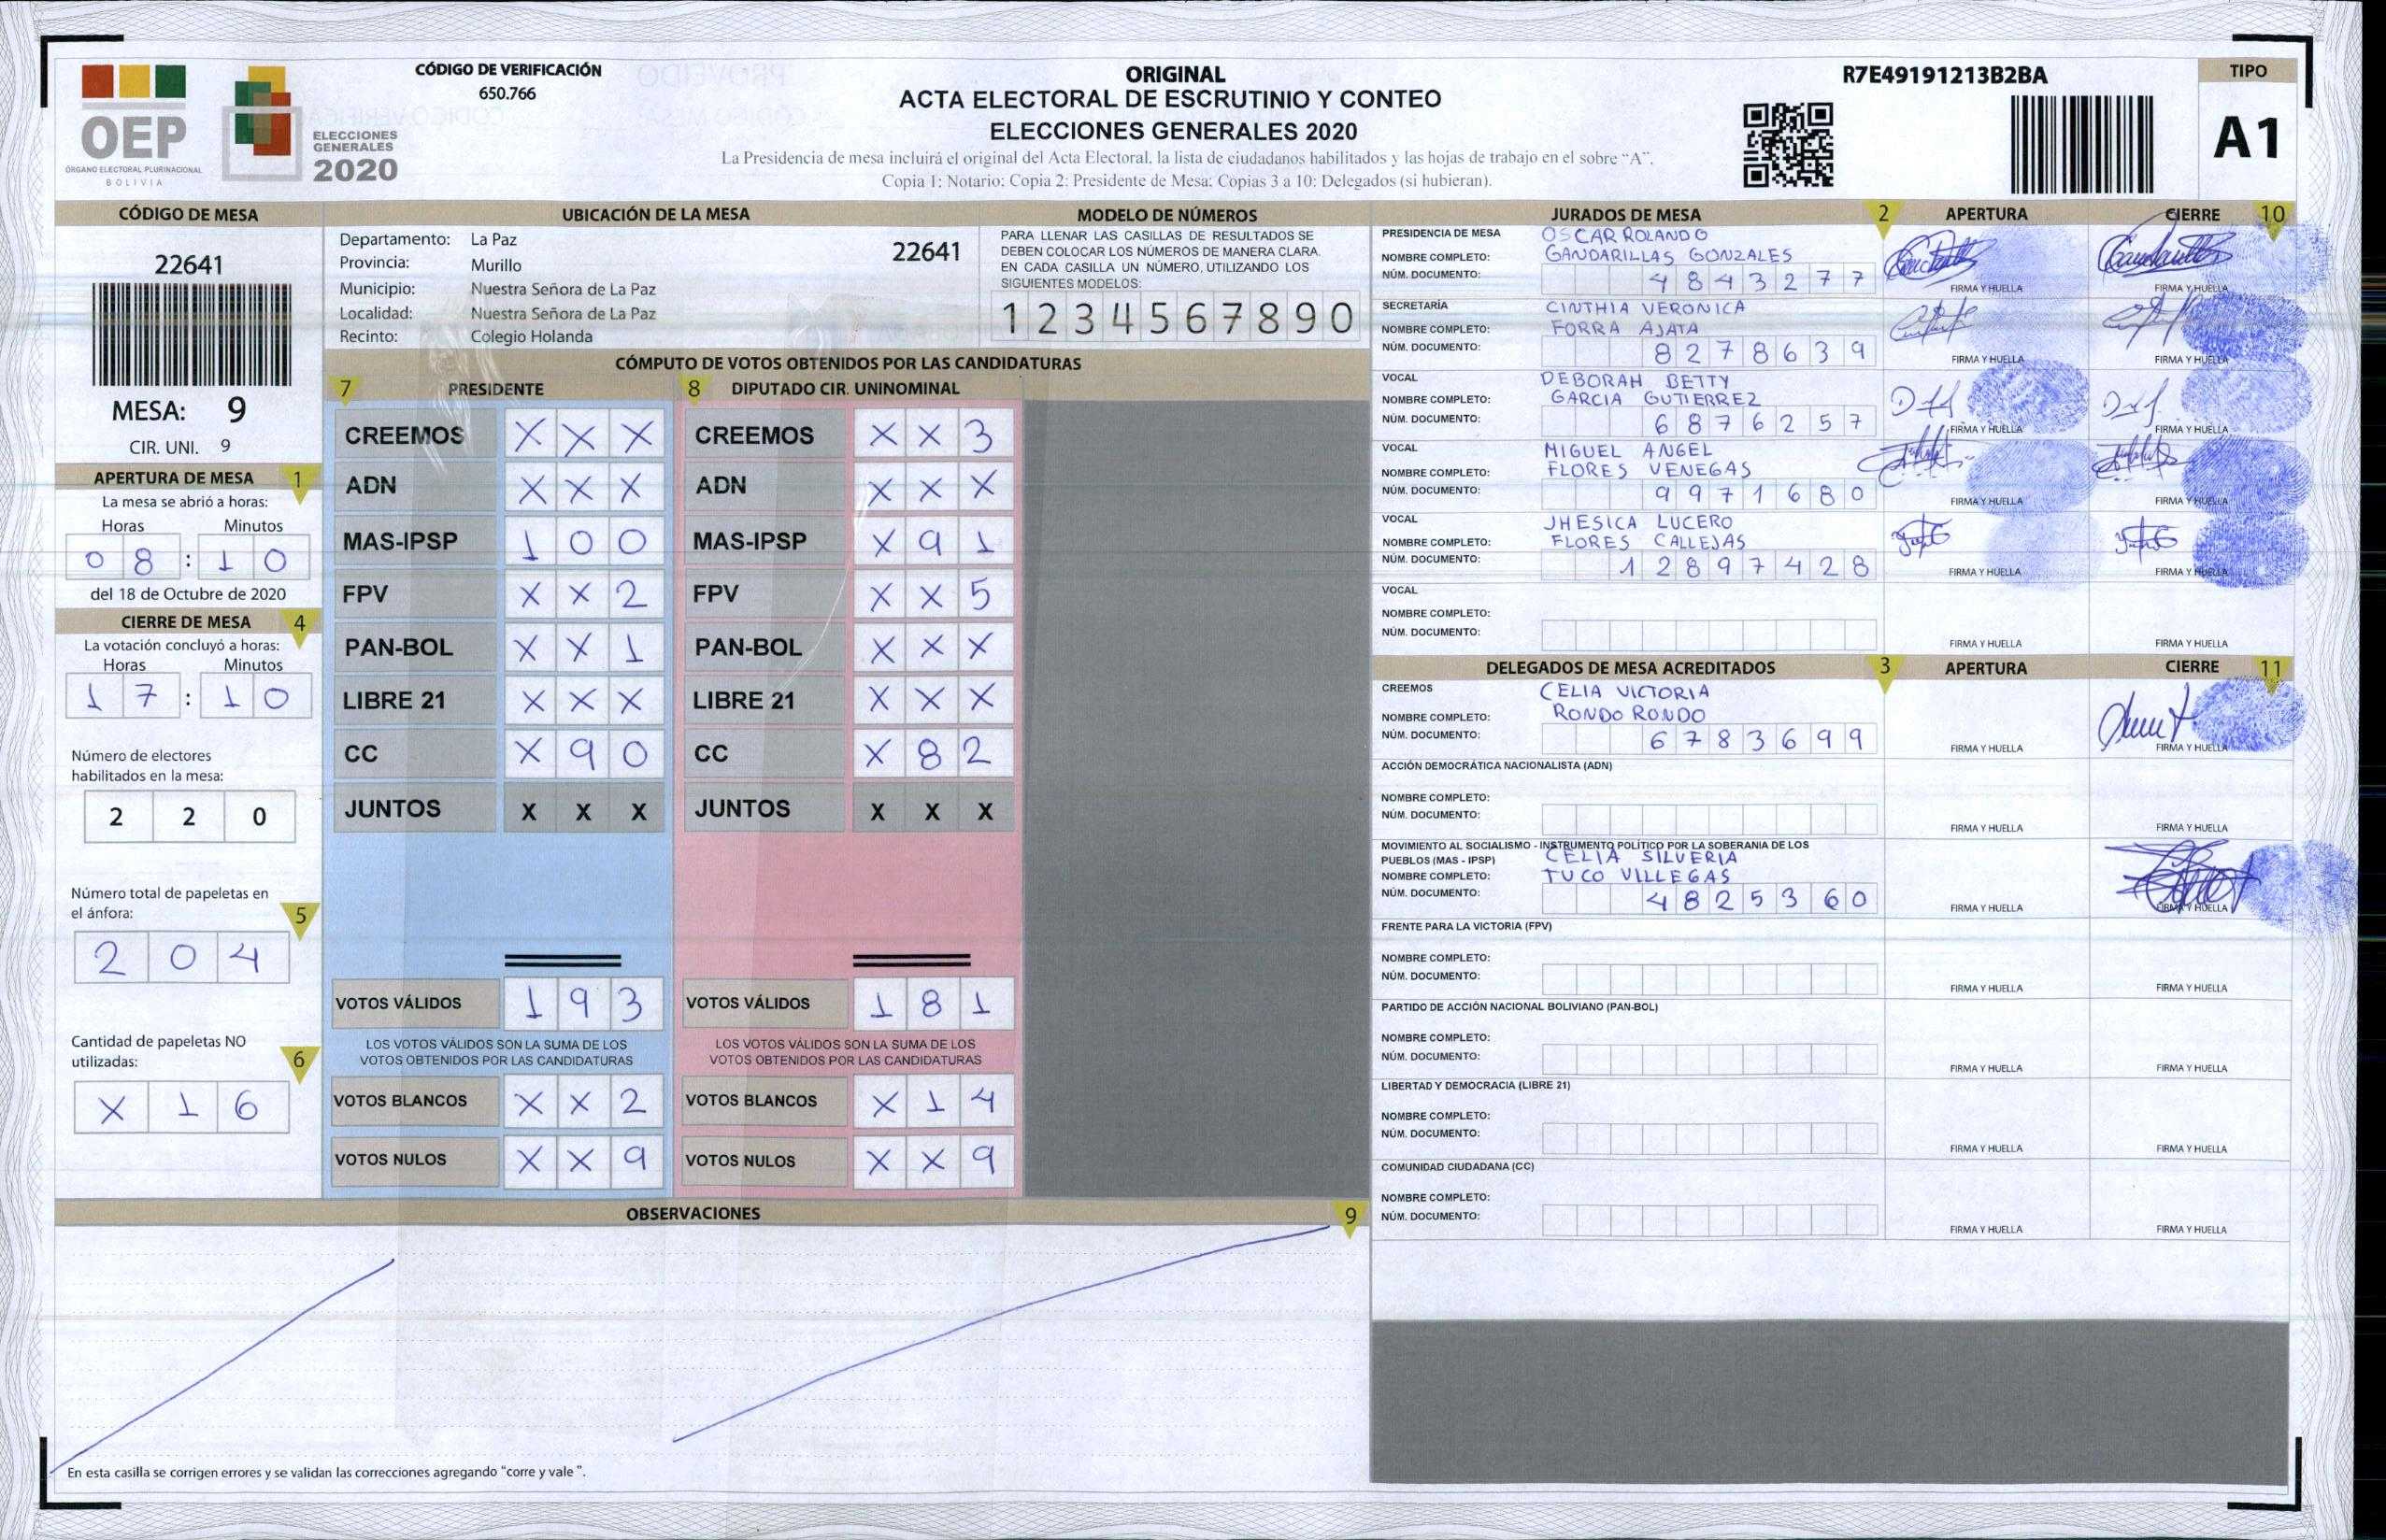 OEP
ÓRGANO ELECTORAL PLURINACIONAL
BOLIVIA
ELECCIONES
GENERALES
2020
CÓDIGO DE VERIFICACIÓN
650.766
ORIGINAL
ACTA ELECTORAL DE ESCRUTINIO Y CONTEO
ELECCIONES GENERALES 2020
La Presidencia de mesa incluirá el original del Acta Electoral, la lista de ciudadanos habilitados y las hojas de trabajo en el sobre “A”.
Copia 1: Notario; Copia 2: Presidente de Mesa; Copias 3 a 10: Delegados (si hubieran).
R7E49191213B2BA
TIPO
A1
CÓDIGO DE MESA
22641
MESA: 9
CIR. UNI. 9
APERTURA DE MESA 1
La mesa se abrió a horas:
Horas Minutos
08 : 10
del 18 de Octubre de 2020
CIERRE DE MESA 4
La votación concluyó a horas:
Horas Minutos
17 : 10
Número de electores
habilitados en la mesa:
2 2 0
Número total de papeletas en
el ánfora: 5
2 0 4
Cantidad de papeletas NO
utilizadas: 6
X 1 6
UBICACIÓN DE LA MESA
Departamento: La Paz
22641
Provincia: Murillo
Municipio: Nuestra Señora de La Paz
Localidad: Nuestra Señora de La Paz
Recinto: Colegio Holanda
MODELO DE NÚMEROS
PARA LLENAR LAS CASILLAS DE RESULTADOS SE
DEBEN COLOCAR LOS NÚMEROS DE MANERA CLARA.
EN CADA CASILLA UN NÚMERO, UTILIZANDO LOS
SIGUIENTES MODELOS:
1 2 3 4 5 6 7 8 9 0
CÓMPUTO DE VOTOS OBTENIDOS POR LAS CANDIDATURAS
7 PRESIDENTE 8 DIPUTADO CIR. UNINOMINAL
CREEMOS X X X CREEMOS X X 3
ADN X X X ADN X X X
MAS-IPSP 1 0 0 MAS-IPSP X 9 1
FPV X X 2 FPV X X 5
PAN-BOL X X 1 PAN-BOL X X X
LIBRE 21 X X X LIBRE 21 X X X
CC X 9 0 CC X 8 2
JUNTOS X X X JUNTOS X X X
VOTOS VÁLIDOS 1 9 3 VOTOS VÁLIDOS 1 8 1
LOS VOTOS VÁLIDOS SON LA SUMA DE LOS LOS VOTOS VÁLIDOS SON LA SUMA DE LOS
VOTOS OBTENIDOS POR LAS CANDIDATURAS VOTOS OBTENIDOS POR LAS CANDIDATURAS
VOTOS BLANCOS X X 2 VOTOS BLANCOS X 1 4
VOTOS NULOS X X 9 VOTOS NULOS X X 9
OBSERVACIONES 9
En esta casilla se corrigen errores y se validan las correcciones agregando “corre y vale ”.
JURADOS DE MESA 2 APERTURA CIERRE 10
PRESIDENCIA DE MESA OSCAR ROLANDO
NOMBRE COMPLETO: GANDARILLAS GONZALES
NÚM. DOCUMENTO: 4843277
FIRMA Y HUELLA FIRMA Y HUELLA
SECRETARÍA CINTHIA VERONICA
NOMBRE COMPLETO: FORRA AJATA
NÚM. DOCUMENTO: 8278639
FIRMA Y HUELLA FIRMA Y HUELLA
VOCAL DEBORAH BETTY
NOMBRE COMPLETO: GARCIA GUTIERREZ
NÚM. DOCUMENTO: 6876257
FIRMA Y HUELLA FIRMA Y HUELLA
VOCAL MIGUEL ANGEL
NOMBRE COMPLETO: FLORES VENEGAS
NÚM. DOCUMENTO: 9971680
FIRMA Y HUELLA FIRMA Y HUELLA
VOCAL JHESICA LUCERO
NOMBRE COMPLETO: FLORES CALLEJAS
NÚM. DOCUMENTO: 12897428
FIRMA Y HUELLA FIRMA Y HUELLA
VOCAL
NOMBRE COMPLETO:
NÚM. DOCUMENTO:
FIRMA Y HUELLA FIRMA Y HUELLA
DELEGADOS DE MESA ACREDITADOS 3 APERTURA CIERRE 11
CREEMOS CELIA VICTORIA
NOMBRE COMPLETO: RONDO RONDO
NÚM. DOCUMENTO: 6783699
FIRMA Y HUELLA FIRMA Y HUELLA
ACCIÓN DEMOCRÁTICA NACIONALISTA (ADN)
NOMBRE COMPLETO:
NÚM. DOCUMENTO:
FIRMA Y HUELLA FIRMA Y HUELLA
MOVIMIENTO AL SOCIALISMO - INSTRUMENTO POLÍTICO POR LA SOBERANIA DE LOS
PUEBLOS (MAS - IPSP) CELIA SILVERIA
NOMBRE COMPLETO: TUCO VILLEGAS
NÚM. DOCUMENTO: 4825360
FIRMA Y HUELLA FIRMA Y HUELLA
FRENTE PARA LA VICTORIA (FPV)
NOMBRE COMPLETO:
NÚM. DOCUMENTO:
FIRMA Y HUELLA FIRMA Y HUELLA
PARTIDO DE ACCIÓN NACIONAL BOLIVIANO (PAN-BOL)
NOMBRE COMPLETO:
NÚM. DOCUMENTO:
FIRMA Y HUELLA FIRMA Y HUELLA
LIBERTAD Y DEMOCRACIA (LIBRE 21)
NOMBRE COMPLETO:
NÚM. DOCUMENTO:
FIRMA Y HUELLA FIRMA Y HUELLA
COMUNIDAD CIUDADANA (CC)
NOMBRE COMPLETO:
NÚM. DOCUMENTO:
FIRMA Y HUELLA FIRMA Y HUELLA